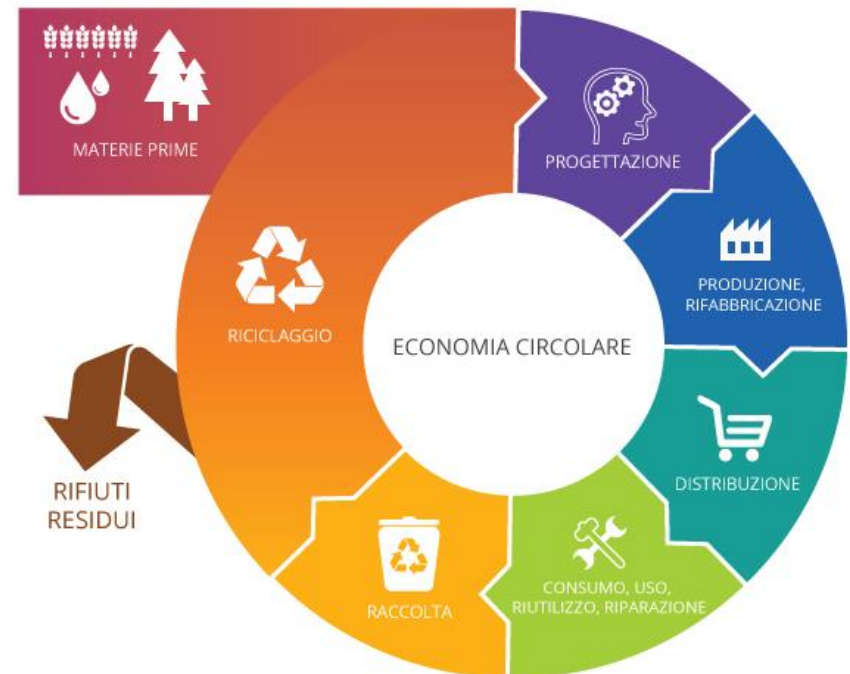 MATERIE PRIME
PROGETTAZIONE
PRODUZIONE,
RIFABBRICAZIONE
DISTRIBUZIONE
CONSUMO, USO,
RIUTILIZZO, RIPARAZIONE
RACCOLTA
RICICLAGGIO
RIFIUTI
RESIDUI
ECONOMIA CIRCOLARE